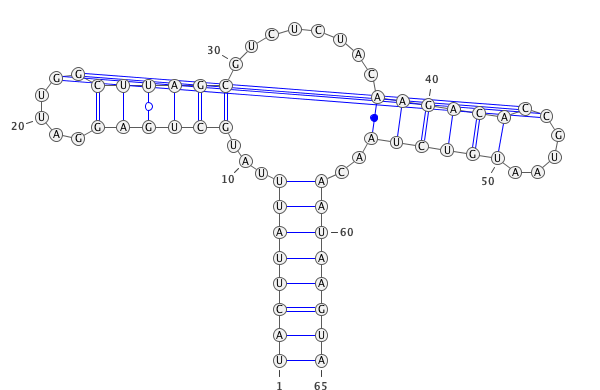 U C U C U
30 G A
C
G G C U U A G C
U A A G A C A C C 40
20 U G
A G G A G U C G A U C U G U U
A A A A 50
10 U A C
U U A
U A
A U 60
U A
U A
C G
A U
U A
1 65